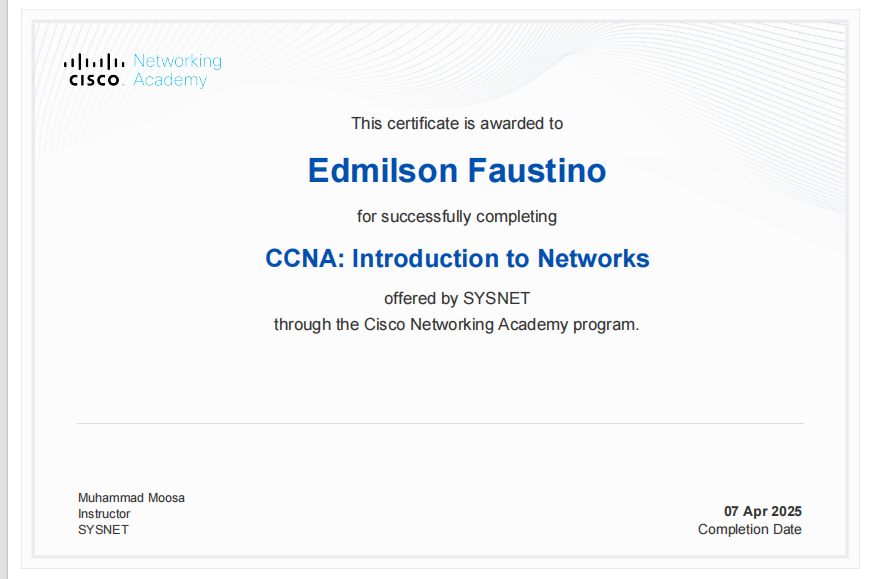 CISCO Networking Academy
This certificate is awarded to
Edmilson Faustino
for successfully completing
CCNA: Introduction to Networks
offered by SYSNET
through the Cisco Networking Academy program.
Muhammad Moosa
Instructor
SYSNET
07 Apr 2025
Completion Date